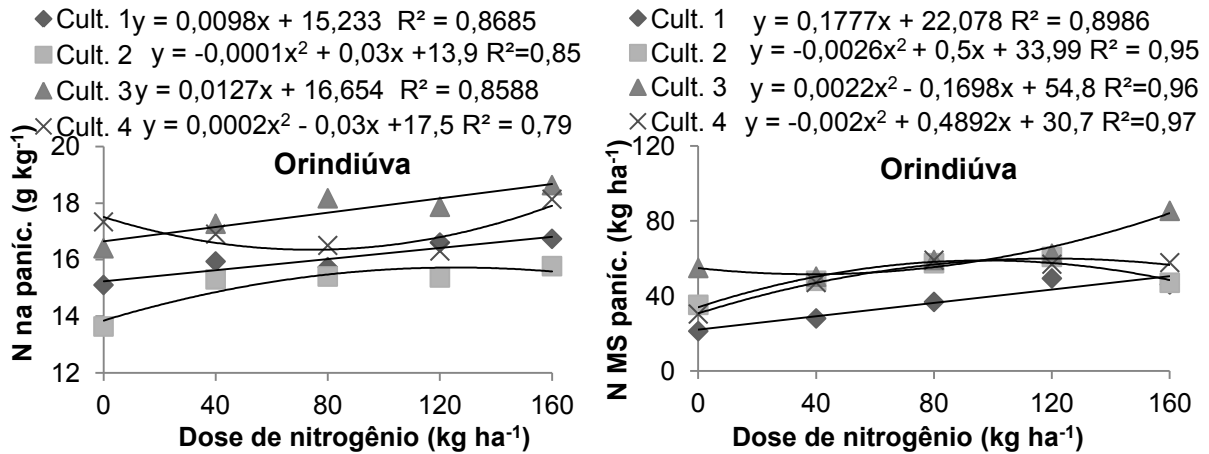 Cult. 1 y = 0,0098x + 15,233 R² = 0,8685
Cult. 2 y = -0,0001x² + 0,03x +13,9 R²=0,85
Cult. 3 y = 0,0127x + 16,654 R² = 0,8588
Cult. 4 y = 0,0002x² - 0,03x +17,5 R² = 0,79
Orindiúva
N na paníc. (g kg⁻¹)
20
18
16
14
12
0 40 80 120 160
Dose de nitrogênio (kg ha⁻¹)
Cult. 1 y = 0,1777x + 22,078 R² = 0,8986
Cult. 2 y = -0,0026x² + 0,5x + 33,99 R² = 0,95
Cult. 3 y = 0,0022x² - 0,1698x + 54,8 R²=0,96
Cult. 4 y = -0,002x² + 0,4892x + 30,7 R²=0,97
Orindiúva
N MS paníc. (kg ha⁻¹)
120
80
40
0
0 40 80 120 160
Dose de nitrogênio (kg ha⁻¹)